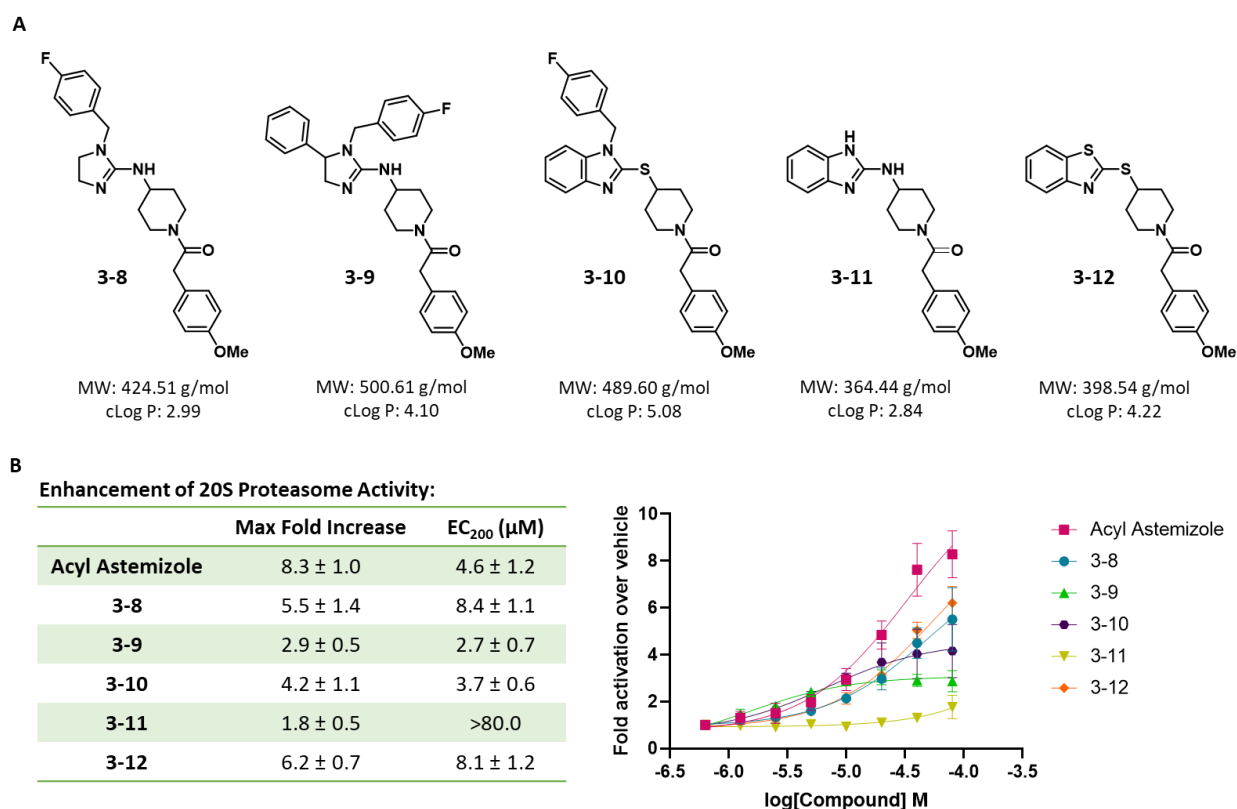 A
F
N
N
NH
N
O
OMe
3-8
MW: 424.51 g/mol
cLog P: 2.99
F
N
N
NH
N
O
OMe
3-9
MW: 500.61 g/mol
cLog P: 4.10
F
N
N
S
N
O
OMe
3-10
MW: 489.60 g/mol
cLog P: 5.08
H
N
N
NH
N
O
OMe
3-11
MW: 364.44 g/mol
cLog P: 2.84
S
N
S
N
O
OMe
3-12
MW: 398.54 g/mol
cLog P: 4.22
B
Enhancement of 20S Proteasome Activity:
Max Fold Increase EC200 (μM)
Acyl Astemizole 8.3 ± 1.0 4.6 ± 1.2
3-8 5.5 ± 1.4 8.4 ± 1.1
3-9 2.9 ± 0.5 2.7 ± 0.7
3-10 4.2 ± 1.1 3.7 ± 0.6
3-11 1.8 ± 0.5 >80.0
3-12 6.2 ± 0.7 8.1 ± 1.2
Fold activation over vehicle
10
8
6
4
2
0
-6.5 -6.0 -5.5 -5.0 -4.5 -4.0 -3.5
log[Compound] M
Acyl Astemizole
3-8
3-9
3-10
3-11
3-12